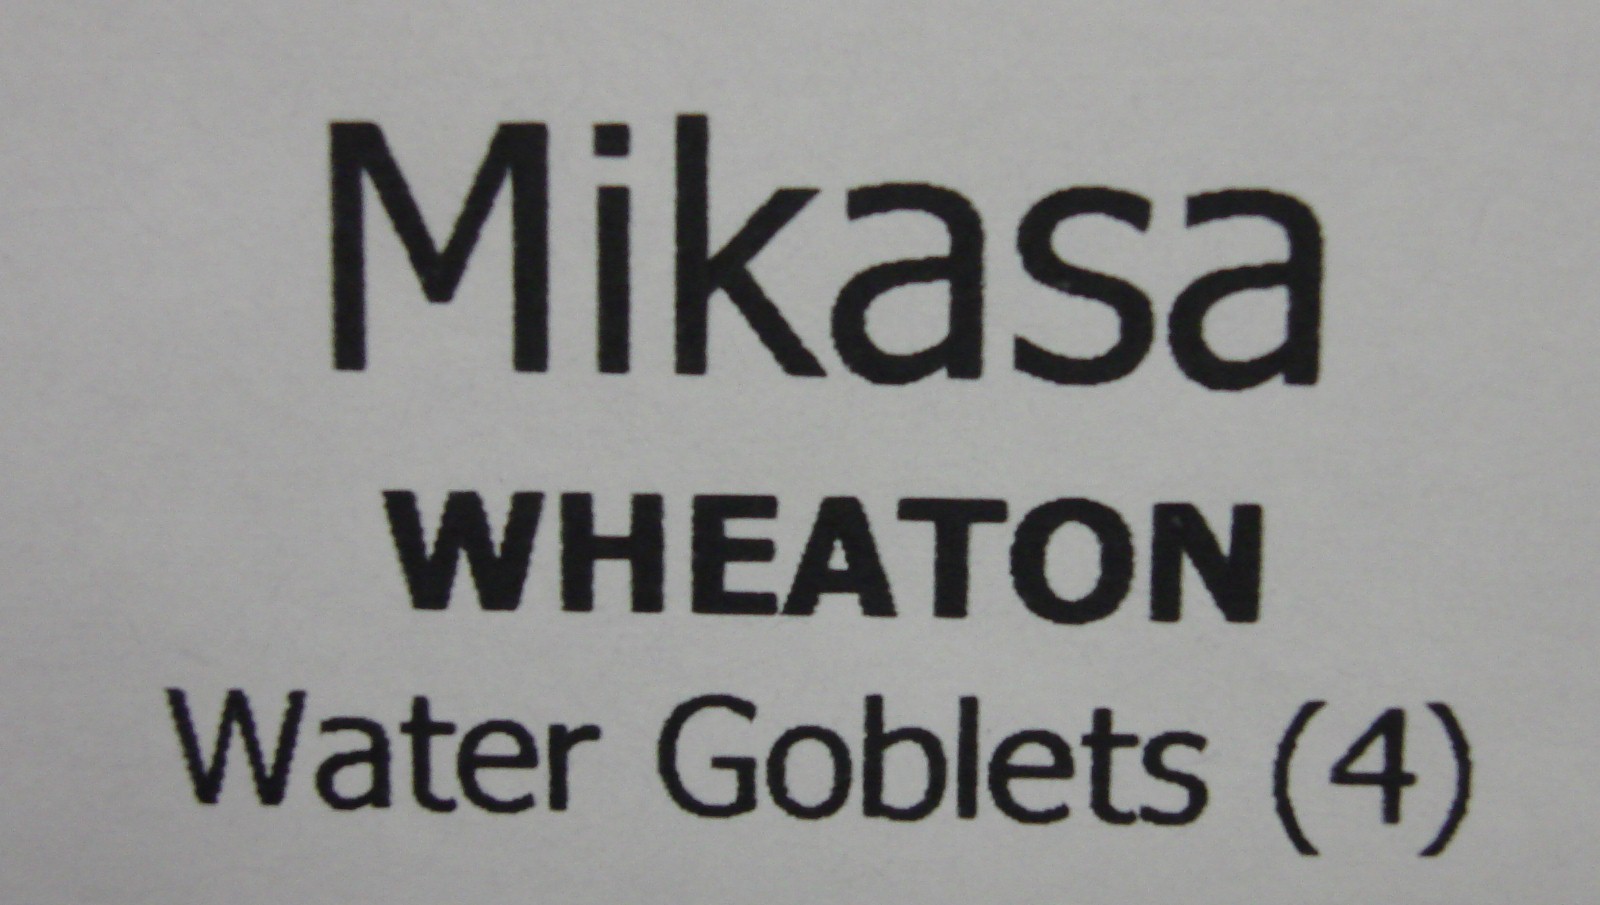 Mikasa
WHEATON
Water Goblets (4)